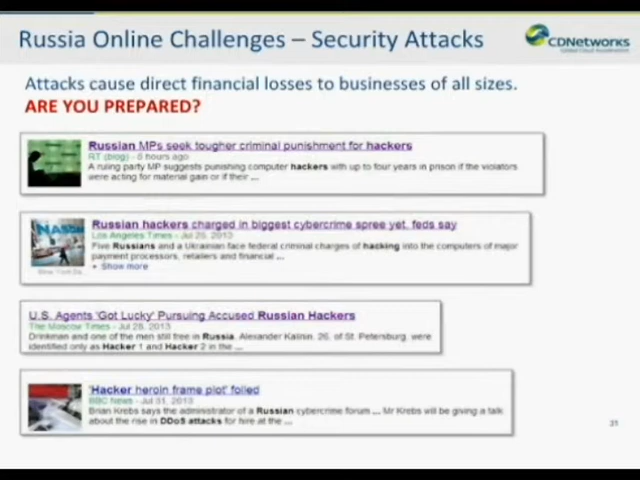 Russia Online Challenges – Security Attacks
CDNetworks
Global Cloud Acceleration
Attacks cause direct financial losses to businesses of all sizes.
ARE YOU PREPARED?
Russian MPs seek tougher criminal punishment for hackers
RT (blog) - 8 hours ago
A ruling party MP suggests punishing computer hackers with up to four years in prison if the violators
were acting for material gain or if their ...
Russian hackers charged in biggest cybercrime spree yet, feds say
Los Angeles Times - Jul 25, 2013
Five Russians and a Ukrainian face federal criminal charges of hacking into the computers of major
payment processors, retailers and financial ...
+ Show more
U.S. Agents 'Got Lucky' Pursuing Accused Russian Hackers
The Moscow Times - Jul 28, 2013
Drinkman and one of the men still free in Russia, Alexander Kalinin, 26, of St. Petersburg, were
identified only as Hacker 1 and Hacker 2 in the ...
'Hacker heroin frame plot' foiled
BBC News - Jul 31, 2013
Brian Krebs says the administrator of a Russian cybercrime forum ... Mr Krebs will be giving a talk
about the rise in DDoS attacks for hire at the ...